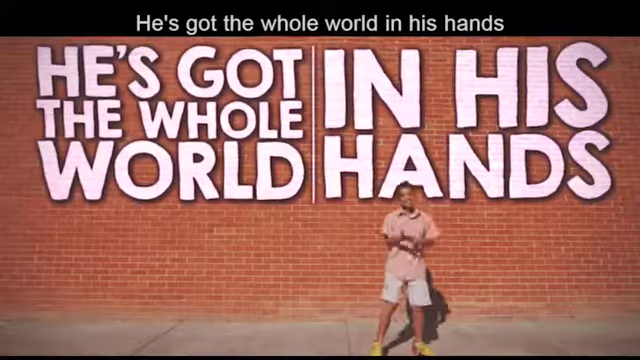 He's got the whole world in his hands
HE'S GOT
THE WHOLE
WORLD
IN HIS
HANDS